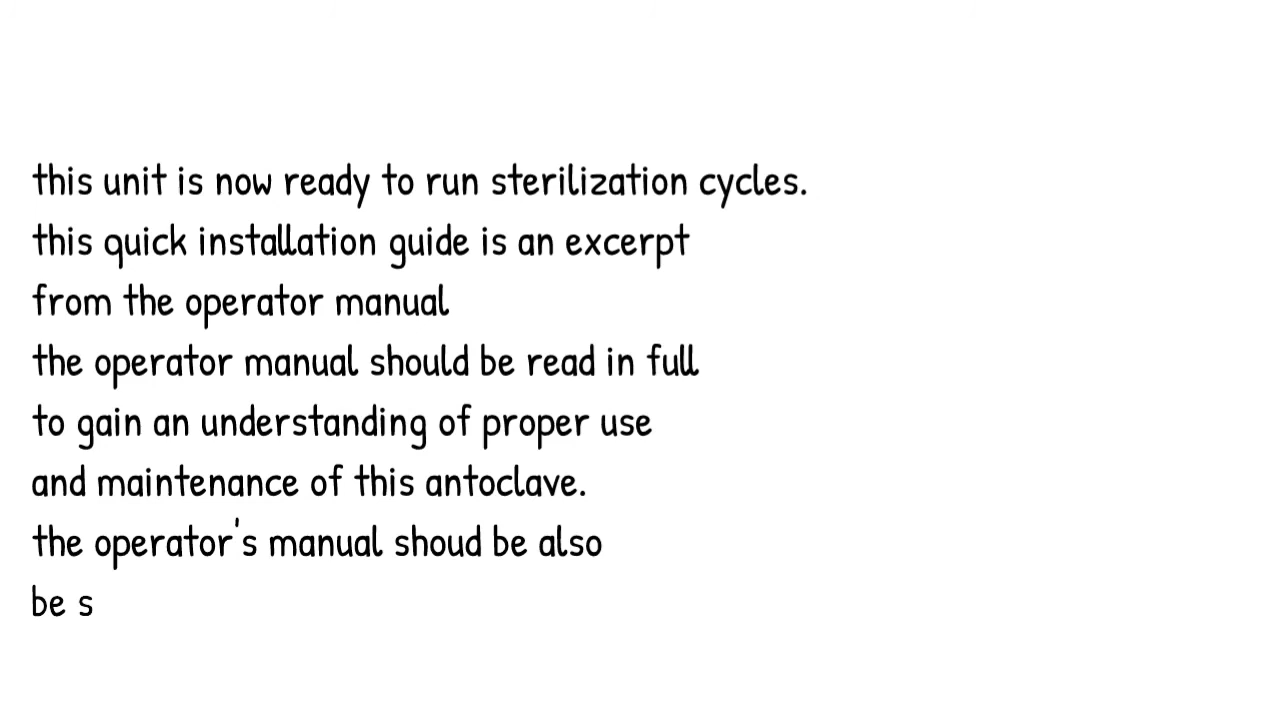 this unit is now ready to run sterilization cycles.
this quick installation guide is an excerpt
from the operator manual
the operator manual should be read in full
to gain an understanding of proper use
and maintenance of this antoclave.
the operator's manual shoud be also
be s